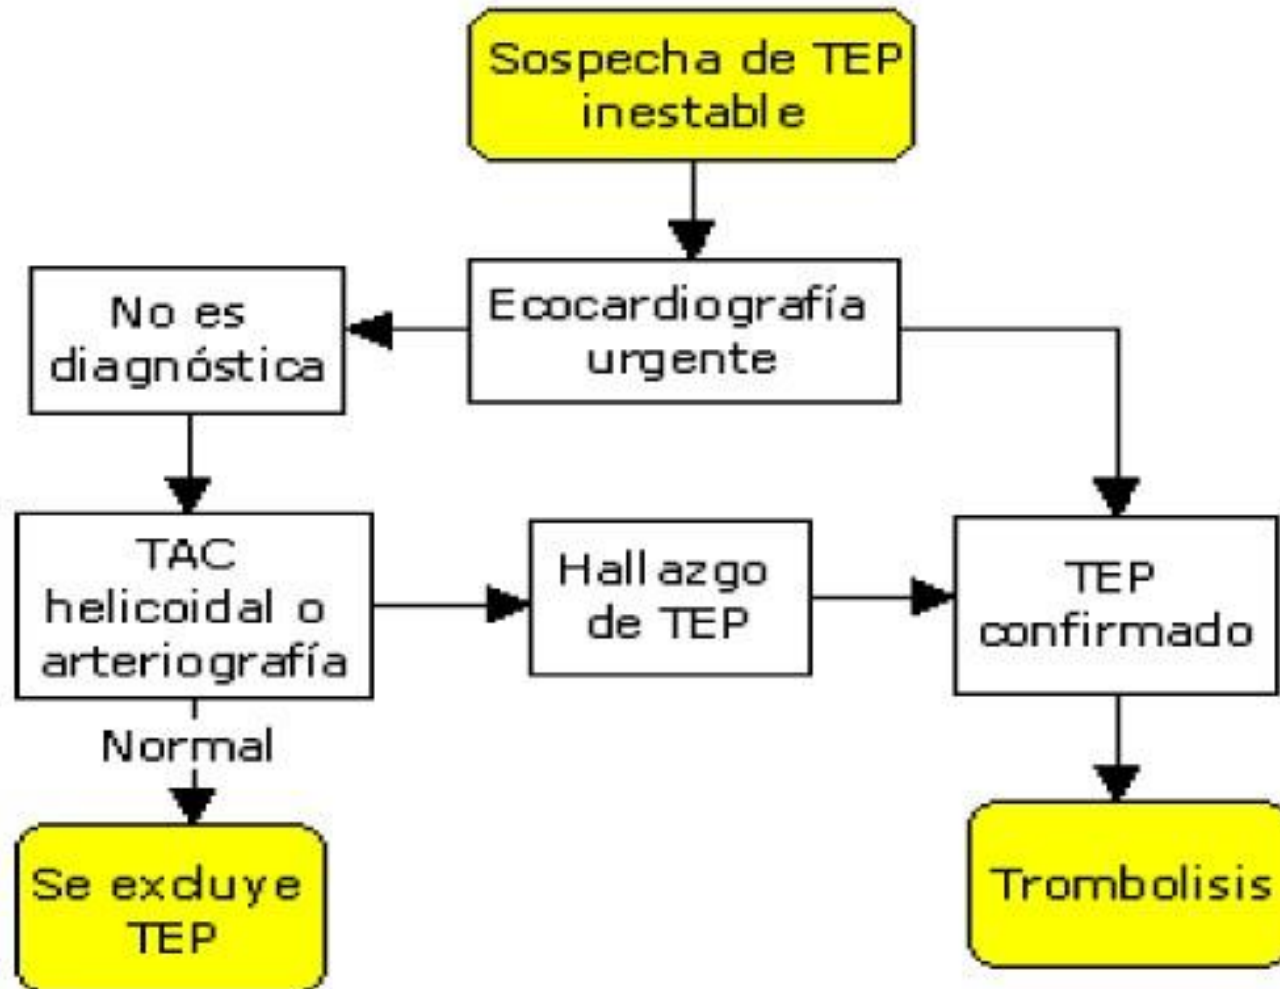 Sospecha de TEP
inestable
No es
diagnóstica
Ecocardiografía
urgente
TAC
helicoidal o
arteriografía
Hallazgo
de TEP
TEP
confirmado
Normal
Se excluye
TEP
Trombolisis